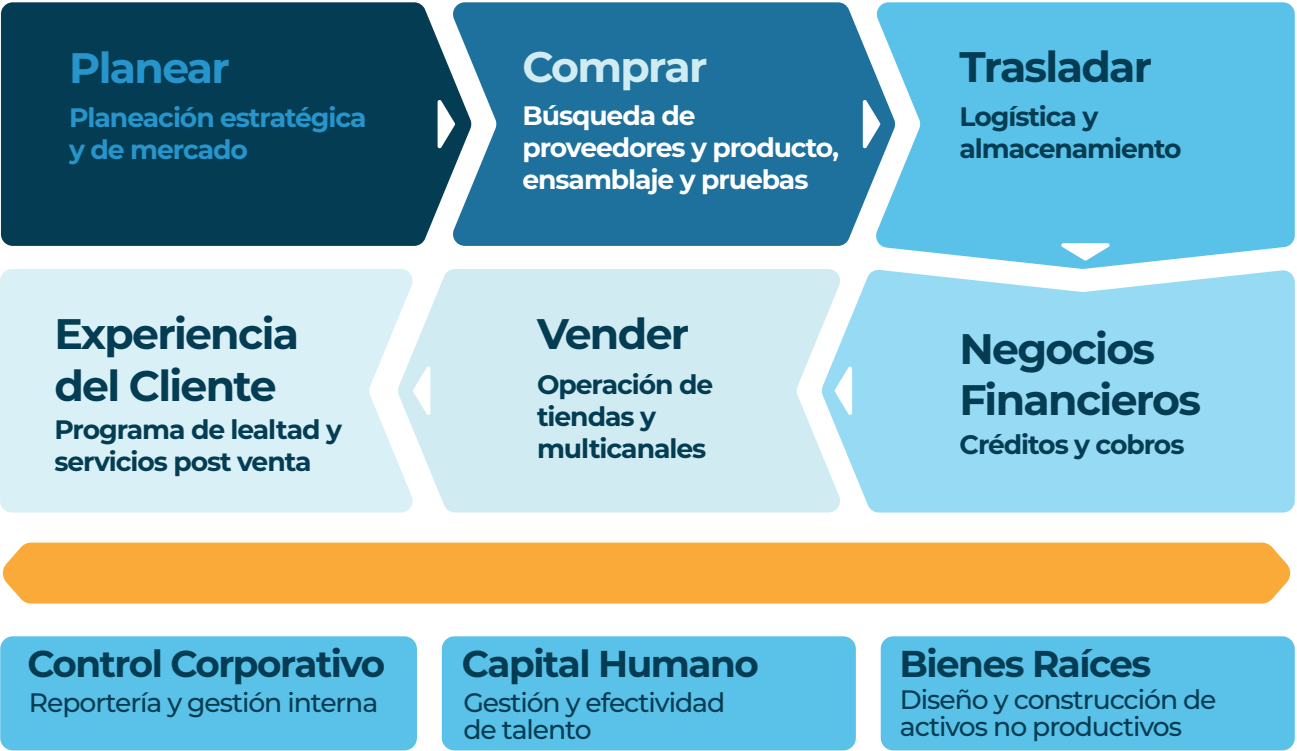 Planear
Planeación estratégica
y de mercado
Comprar
Búsqueda de
proveedores y producto,
ensamblaje y pruebas
Trasladar
Logística y
almacenamiento
Experiencia
del Cliente
Programa de lealtad y
servicios post venta
Vender
Operación de
tiendas y
multicanales
Negocios
Financieros
Créditos y cobros
Control Corporativo
Reportería y gestión interna
Capital Humano
Gestión y efectividad
de talento
Bienes Raíces
Diseño y construcción de
activos no productivos